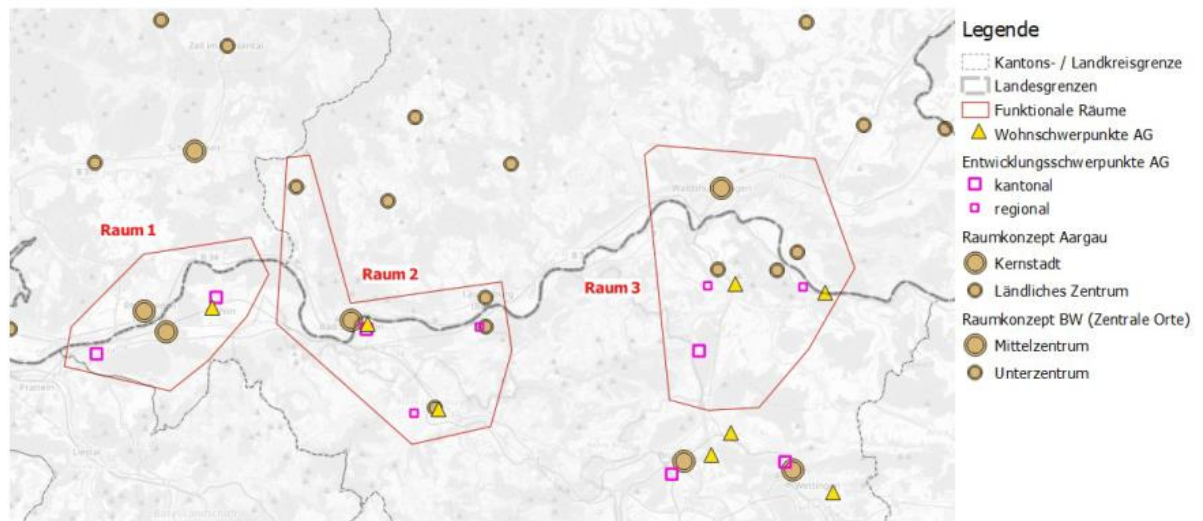 Raum 1
Raum 2
Raum 3
Wettingen
Legende
Kantons- / Landkreisgrenze
Landesgrenzen
Funktionale Räume
Wohnschwerpunkte AG
Entwicklungsschwerpunkte AG
kantonal
regional
Raumkonzept Aargau
Kernstadt
Ländliches Zentrum
Raumkonzept BW (Zentrale Orte)
Mittelzentrum
Unterzentrum